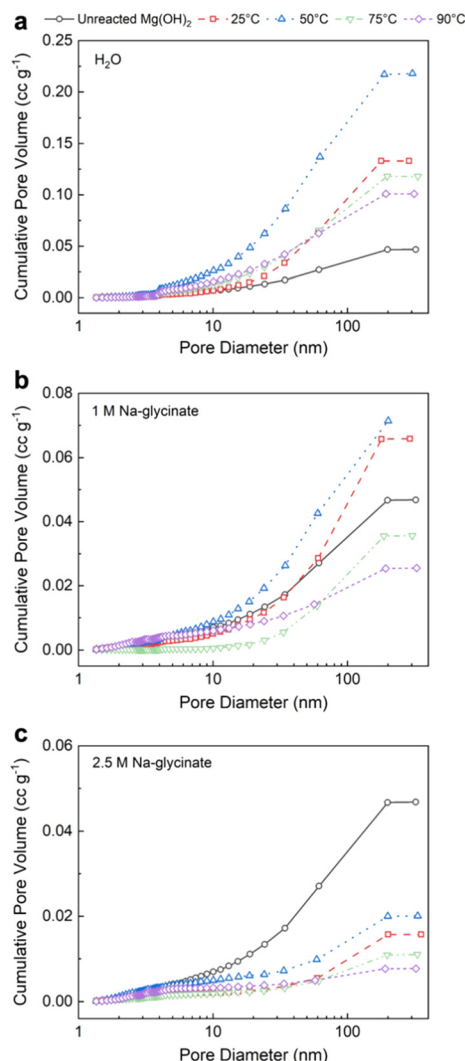 a
Unreacted Mg(OH)₂ 25°C 50°C 75°C 90°C
H₂O
Cumulative Pore Volume (cc g⁻¹)
0.25
0.20
0.15
0.10
0.05
0.00
1 10 100
Pore Diameter (nm)
b
1 M Na-glycinate
Cumulative Pore Volume (cc g⁻¹)
0.08
0.06
0.04
0.02
0.00
1 10 100
Pore Diameter (nm)
c
2.5 M Na-glycinate
Cumulative Pore Volume (cc g⁻¹)
0.06
0.04
0.02
0.00
1 10 100
Pore Diameter (nm)